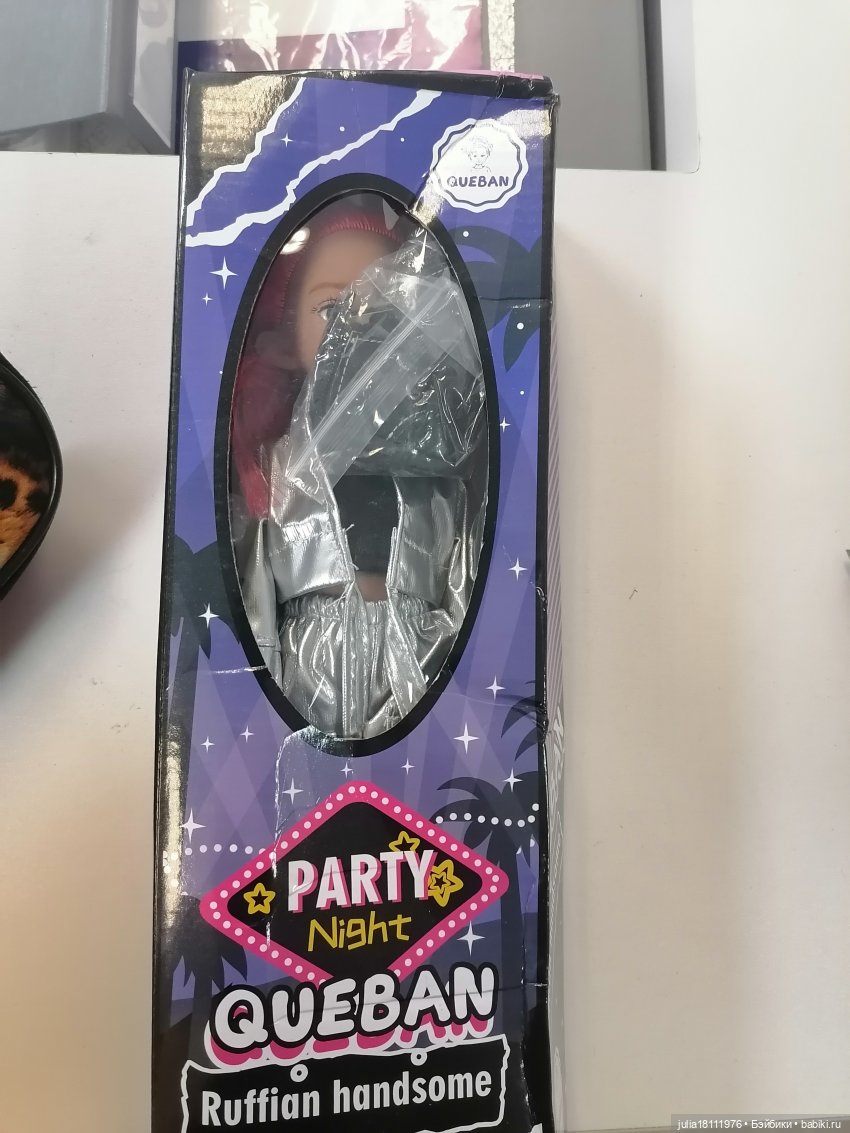 QUEBAN
PARTY
Night
QUEBAN
Ruffian handsome
julia18111976 • Бэйбики • babiki.ru